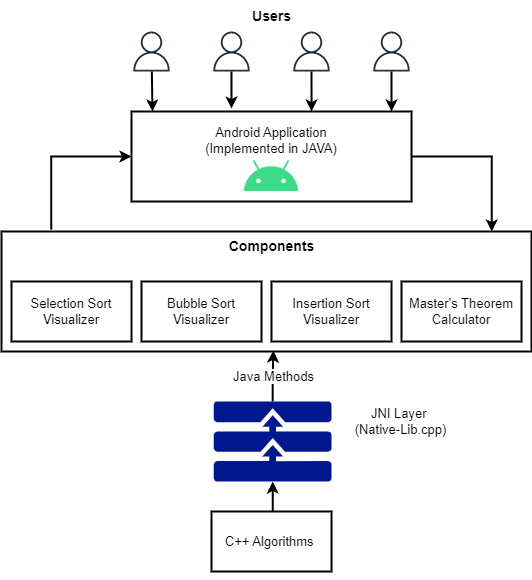 Users
Android Application
(Implemented in JAVA)
Components
Selection Sort
Visualizer
Bubble Sort
Visualizer
Insertion Sort
Visualizer
Master's Theorem
Calculator
Java Methods
JNI Layer
(Native-Lib.cpp)
C++ Algorithms